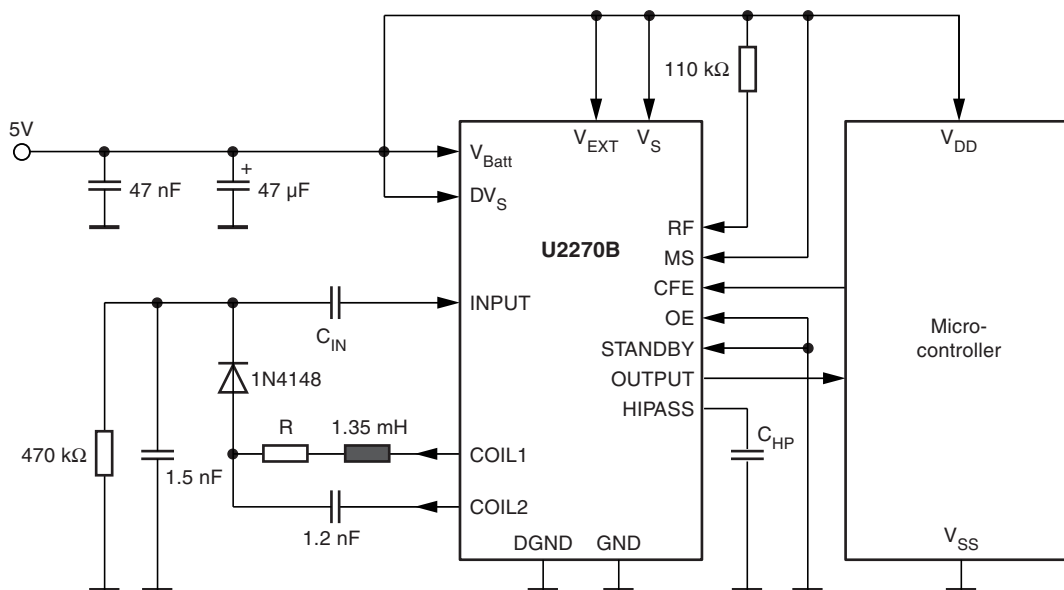 110 kΩ
5V
V_EXT
V_S
V_DD
V_Batt
47 nF
+
47 µF
DV_S
RF
U2270B
MS
CFE
INPUT
OE
C_IN
STANDBY
Micro-
controller
1N4148
OUTPUT
HIPASS
R
1.35 mH
C_HP
470 kΩ
COIL1
1.5 nF
COIL2
1.2 nF
DGND
GND
V_SS